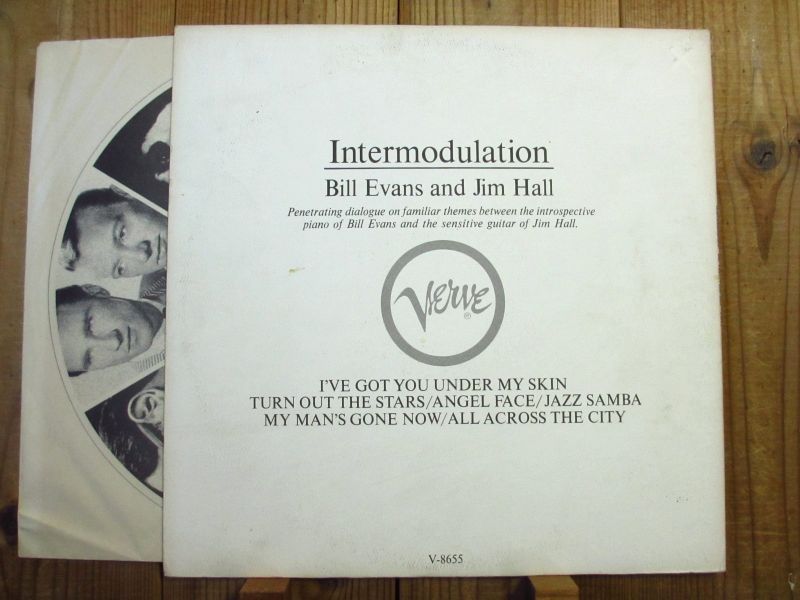 Intermodulation
Bill Evans and Jim Hall
Penetrating dialogue on familiar themes between the introspective
piano of Bill Evans and the sensitive guitar of Jim Hall.
Verve
®
I'VE GOT YOU UNDER MY SKIN
TURN OUT THE STARS/ANGEL FACE/JAZZ SAMBA
MY MAN'S GONE NOW/ALL ACROSS THE CITY
V-8655